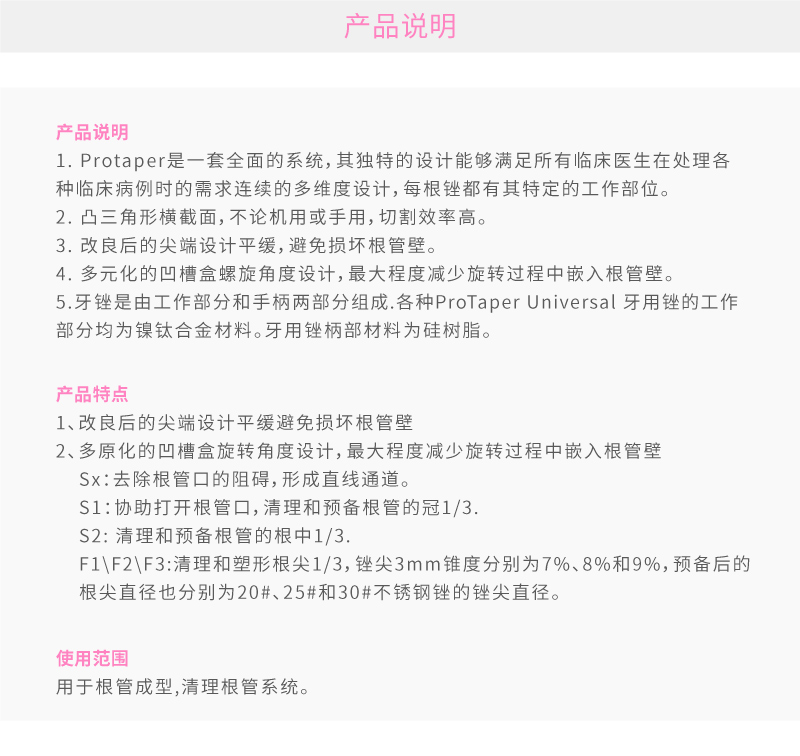 产品说明
产品说明
1. Protaper是一套全面的系统，其独特的设计能够满足所有临床医生在处理各
种临床病例时的需求连续的多维度设计，每根锉都有其特定的工作部位。
2. 凸三角形横截面，不论机用或手用，切割效率高。
3. 改良后的尖端设计平缓，避免损坏根管壁。
4. 多元化的凹槽盒螺旋角度设计，最大程度减少旋转过程中嵌入根管壁。
5.牙锉是由工作部分和手柄两部分组成.各种ProTaper Universal 牙用锉的工作
部分均为镍钛合金材料。牙用锉柄部材料为硅树脂。
产品特点
1、改良后的尖端设计平缓避免损坏根管壁
2、多原化的凹槽盒旋转角度设计，最大程度减少旋转过程中嵌入根管壁
Sx：去除根管口的阻碍，形成直线通道。
S1：协助打开根管口，清理和预备根管的冠1/3.
S2: 清理和预备根管的根中1/3.
F1\F2\F3:清理和塑形根尖1/3，锉尖3mm锥度分别为7%、8%和9%，预备后的
根尖直径也分别为20#、25#和30#不锈钢锉的锉尖直径。
使用范围
用于根管成型,清理根管系统。